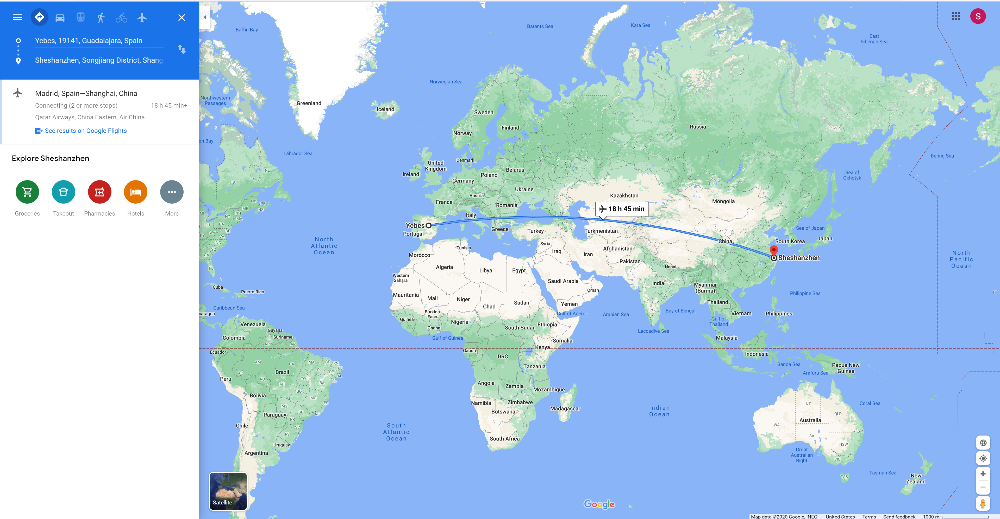 Yebes, 19141, Guadalajara, Spain
Sheshanzhen, Songjiang District, Shang
Madrid, Spain—Shanghai, China
Connecting (2 or more stops)
18 h 45 min+
Qatar Airways, China Eastern, Air China...
See results on Google Flights
Explore Sheshanzhen
Groceries
Takeout
Pharmacies
Hotels
More
S
Baffin Bay
Barents Sea
Kara Sea
East
Siberian Sea
Norwegian Sea
Northwestern
Passages
Greenland
Iceland
Sweden
Finland
Russia
Norway
on Bay
Labrador Sea
Bering Sea
Denmark
United
Kingdom
Ireland
Belarus
Poland
Germany
Sea of
Okhotsk
NL
QC
Ukraine
Austria
Kazakhstan
France
Romania
Mongolia
NB
PE
ME
NS
18 h 45 min
MI
NH
NY
MA
Italy
OH
PA
Yebes
DE
WV
KY
VA
Portugal
Greece
Turkey
Turkmenistan
Sea of Japan
North
Atlantic
Ocean
NC
SC
GA
Tunisia
Syria
Afghanistan
China
South Korea
Japan
Morocco
Iraq
Iran
Pakistan
Sheshanzhen
North
Pacific
Ocean
FL
Algeria
Libya
Egypt
Nepal
Western
Sahara
Saudi Arabia
India
Cuba
Puerto Rico
Oman
Myanmar
(Burma)
Philippine Sea
HI
Mauritania
Mali
Niger
Sudan
Yemen
Thailand
Chad
Caribbean Sea
caragua
Burkina
Faso
Gulf of Aden
Arabian Sea
Bay of Bengal
Vietnam
Philippines
Guinea
Nigeria
Ethiopia
Gulf of
Thailand
Venezuela
Guyana
Ghana
South Sudan
Laccadive Sea
Colombia
Suriname
Gulf of Guinea
Somalia
Malaysia
RR
AP
Kenya
Ecuador
Gabon
DRC
Indonesia
AM
PA
MA
CE
RN
Tanzania
Banda Sea
Papua New
Guinea
PB
PI
PE
AL
Brazil
AC
RO
TO
BA
SE
Arafura Sea
Peru
MT
Angola
Zambia
Mozambique
GO
Bolivia
MG
Namibia
Zimbabwe
ES
MS
Botswana
Madagascar
Indian
Ocean
NT
Coral Sea
SP
RJ
Paraguay
PR
QLD
Australia
WA
Chile
SC
South
Atlantic
Ocean
RS
South Africa
SA
NSW
Uruguay
Argentina
Great
Australian
Bight
VIC
TAS
Tasman Sea
New
Zealand
Satellite
Google
Map data ©2020 Google, INEGI
United States
Terms
Send feedback
1000 mi